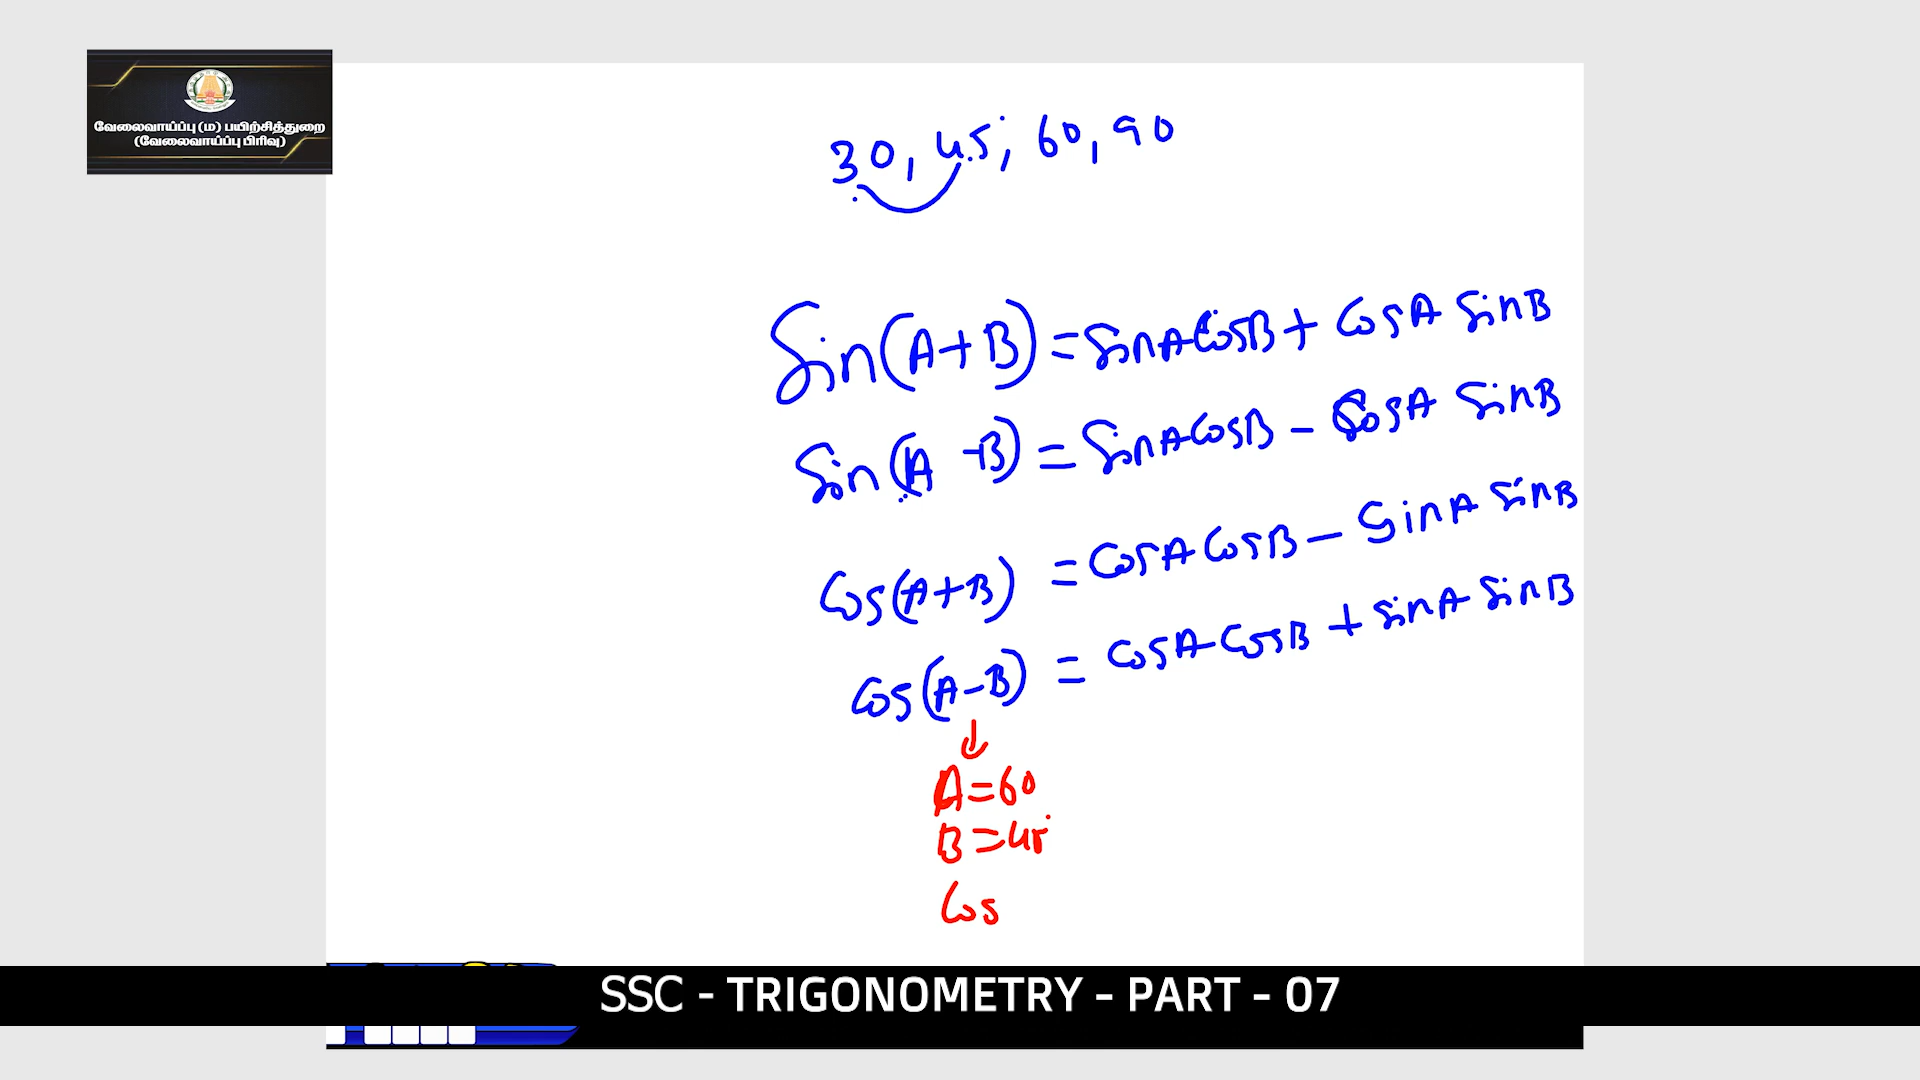 வேலைவாய்ப்பு (ம) பயிற்சித்துறை
(வேலைவாய்ப்பு பிரிவு)
30, 45, 60, 90
Sin(A+B) = SinA CosB + CosA SinB
Sin(A-B) = SinA CosB - CosA SinB
Cos(A+B) = CosA CosB - SinA SinB
Cos(A-B) = CosA CosB + SinA SinB
A=60
B=45
Cos
SSC - TRIGONOMETRY - PART - 07